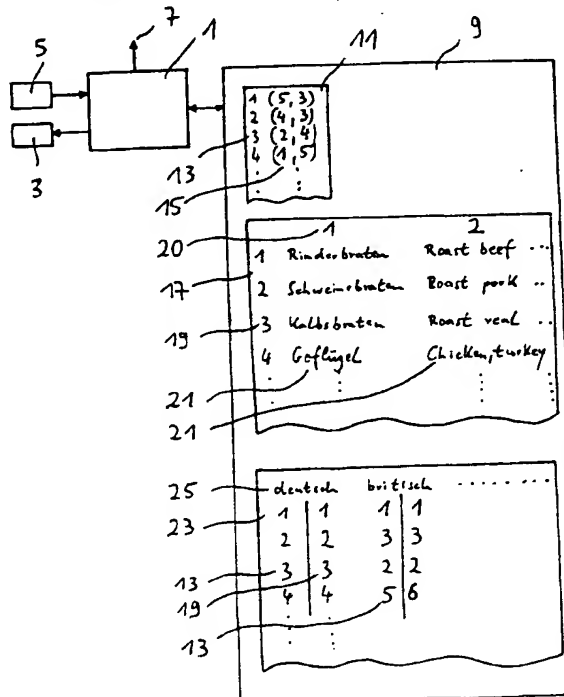 7 1 9
5 11
3
1 (5, 3)
2 (4, 3)
3 (2, 4)
4 (1, 5)
13
15
20 1 2
1 Rinderbraten Roast beef ...
17
2 Schweinebraten Roast pork ..
19 3 Kalbsbraten Roast veal ...
4 Geflügel Chicken, turkey
21
21
25 deutsch britisch .......
23 1 1 1 1
2 2 3 3
13 3 3 2 2
19 4 4 5 6
13